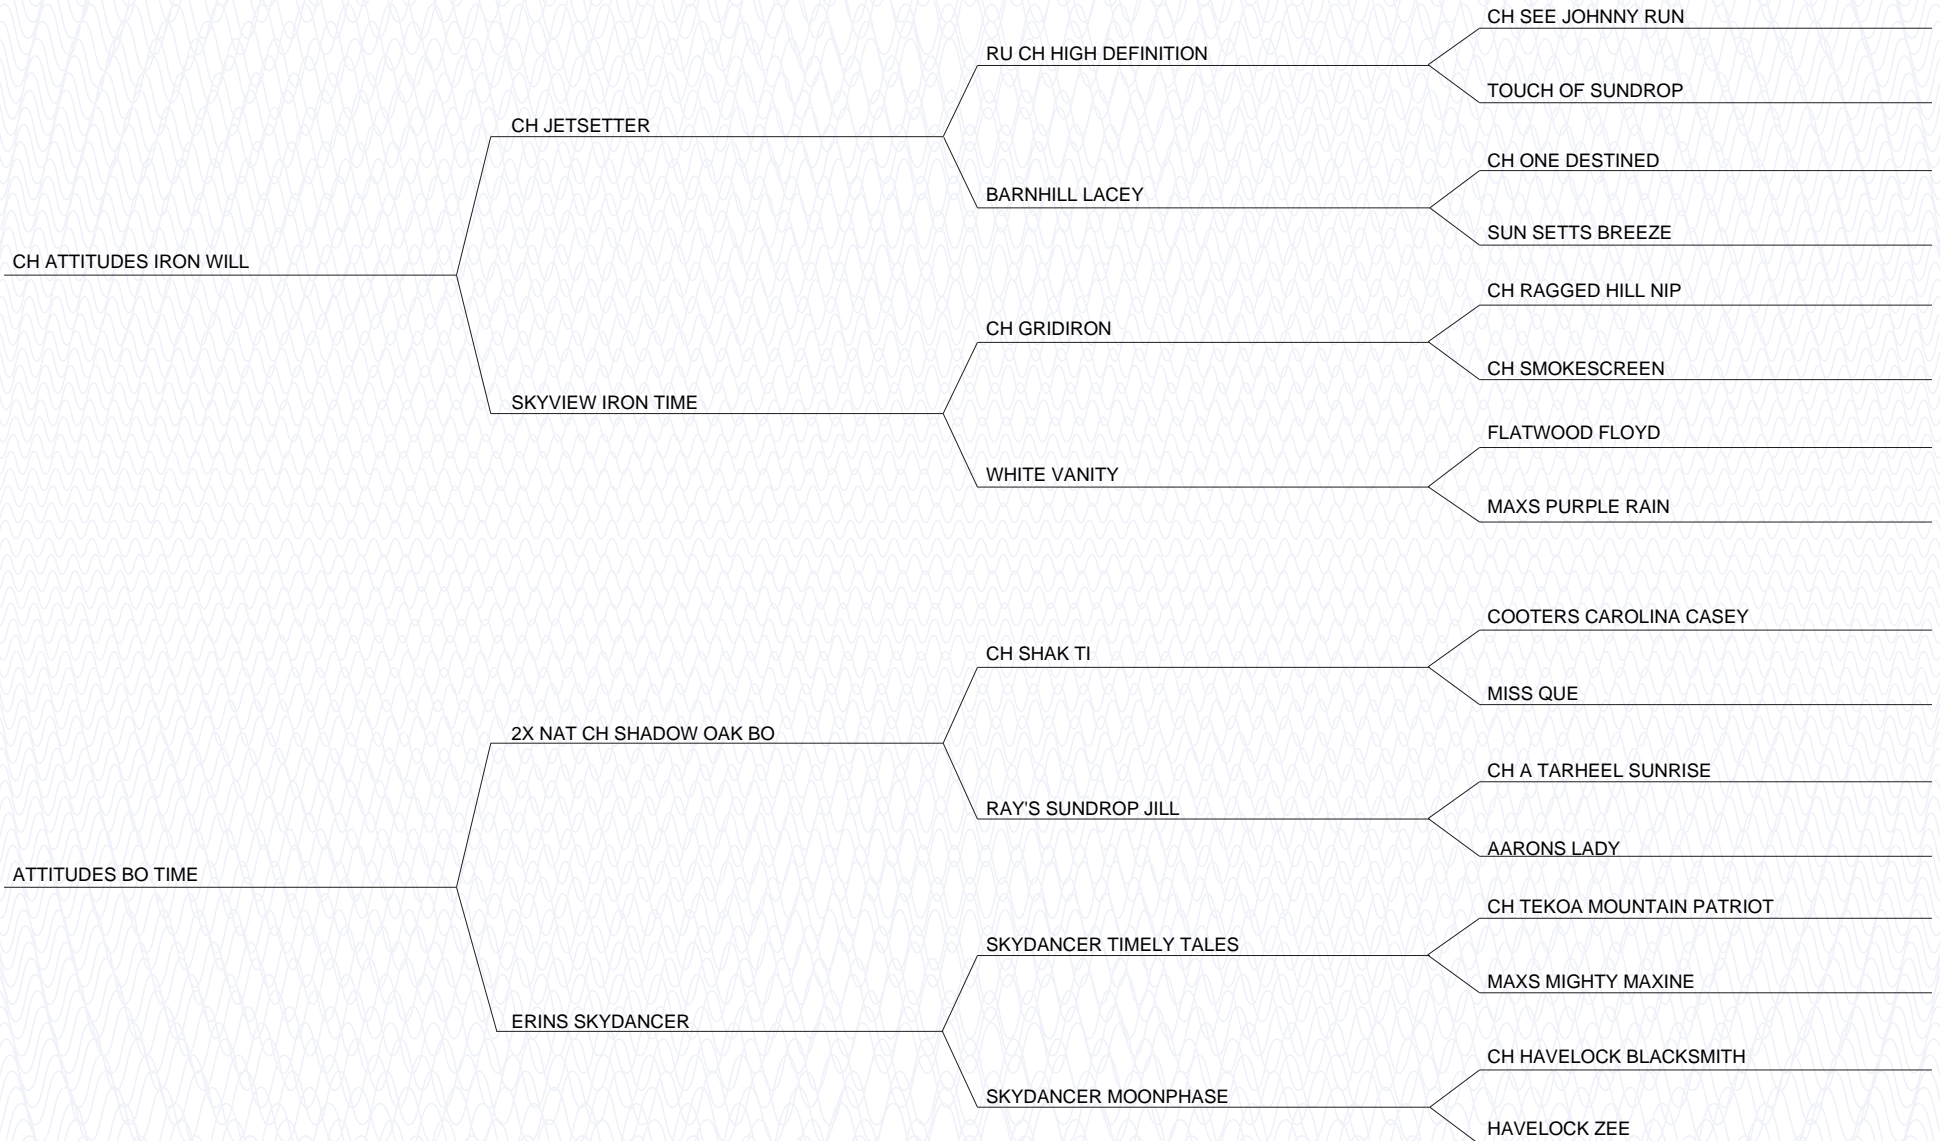 CH SEE JOHNNY RUN
RU CH HIGH DEFINITION
TOUCH OF SUNDROP
CH JETSETTER
CH ONE DESTINED
BARNHILL LACEY
SUN SETTS BREEZE
CH ATTITUDES IRON WILL
CH RAGGED HILL NIP
CH GRIDIRON
CH SMOKESCREEN
SKYVIEW IRON TIME
FLATWOOD FLOYD
WHITE VANITY
MAXS PURPLE RAIN
COOTERS CAROLINA CASEY
CH SHAK TI
MISS QUE
2X NAT CH SHADOW OAK BO
CH A TARHEEL SUNRISE
RAY'S SUNDROP JILL
AARONS LADY
ATTITUDES BO TIME
CH TEKOA MOUNTAIN PATRIOT
SKYDANCER TIMELY TALES
MAXS MIGHTY MAXINE
ERINS SKYDANCER
CH HAVELOCK BLACKSMITH
SKYDANCER MOONPHASE
HAVELOCK ZEE